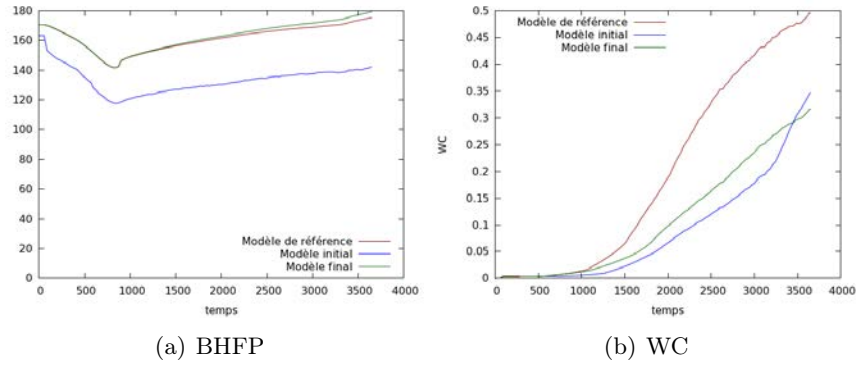 180
160
140
120
100
80
60
40
20
0
Modèle de référence
Modèle initial
Modèle final
0 500 1000 1500 2000 2500 3000 3500 4000
temps
(a) BHFP
0.5
0.45
0.4
0.35
0.3
0.25
0.2
0.15
0.1
0.05
0
WC
Modèle de référence
Modèle initial
Modèle final
0 500 1000 1500 2000 2500 3000 3500 4000
temps
(b) WC